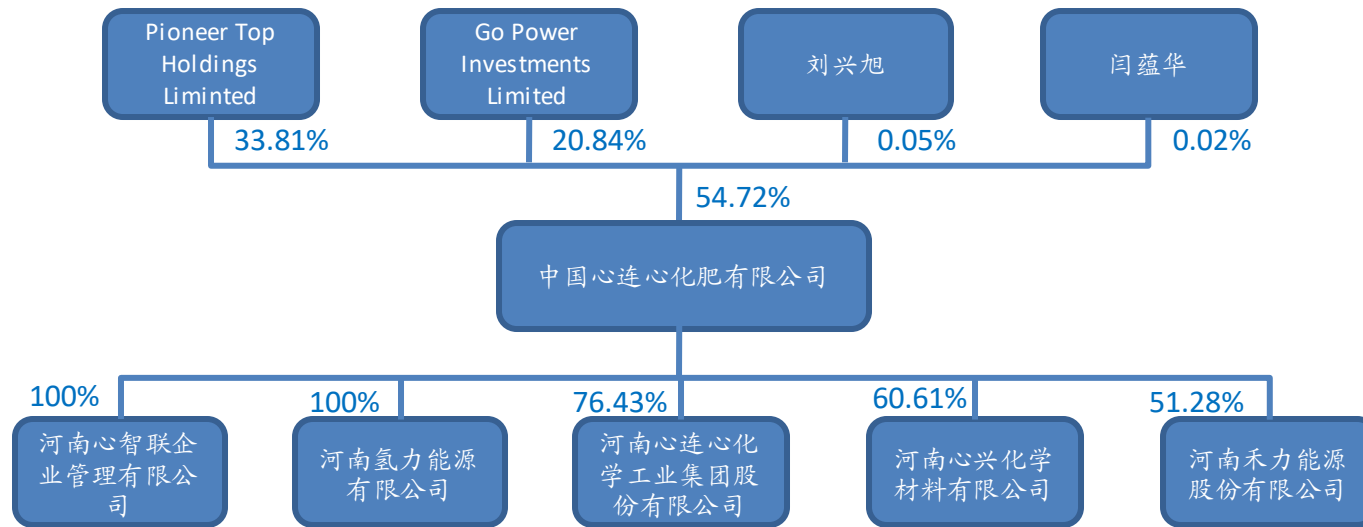 Pioneer Top
Holdings
Liminted
Go Power
Investments
Limited
刘兴旭
闫蕴华
33.81%
20.84%
0.05%
0.02%
54.72%
中国心连心化肥有限公司
100%
100%
76.43%
60.61%
51.28%
河南心智联企
业管理有限公
司
河南氢力能源
有限公司
河南心连心化
学工业集团股
份有限公司
河南心兴化学
材料有限公司
河南禾力能源
股份有限公司